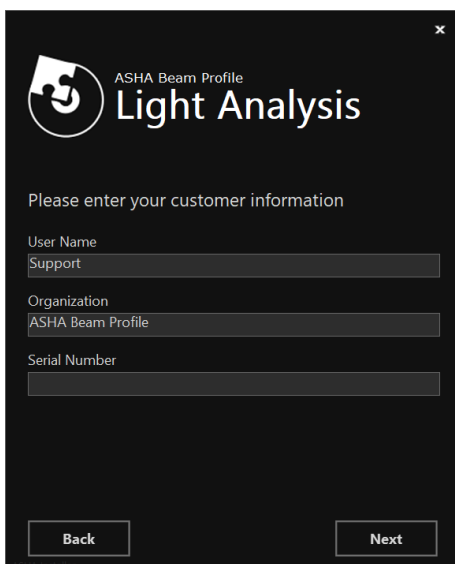 x
ASHA Beam Profile
Light Analysis
Please enter your customer information
User Name
Support
Organization
ASHA Beam Profile
Serial Number
Back
Next